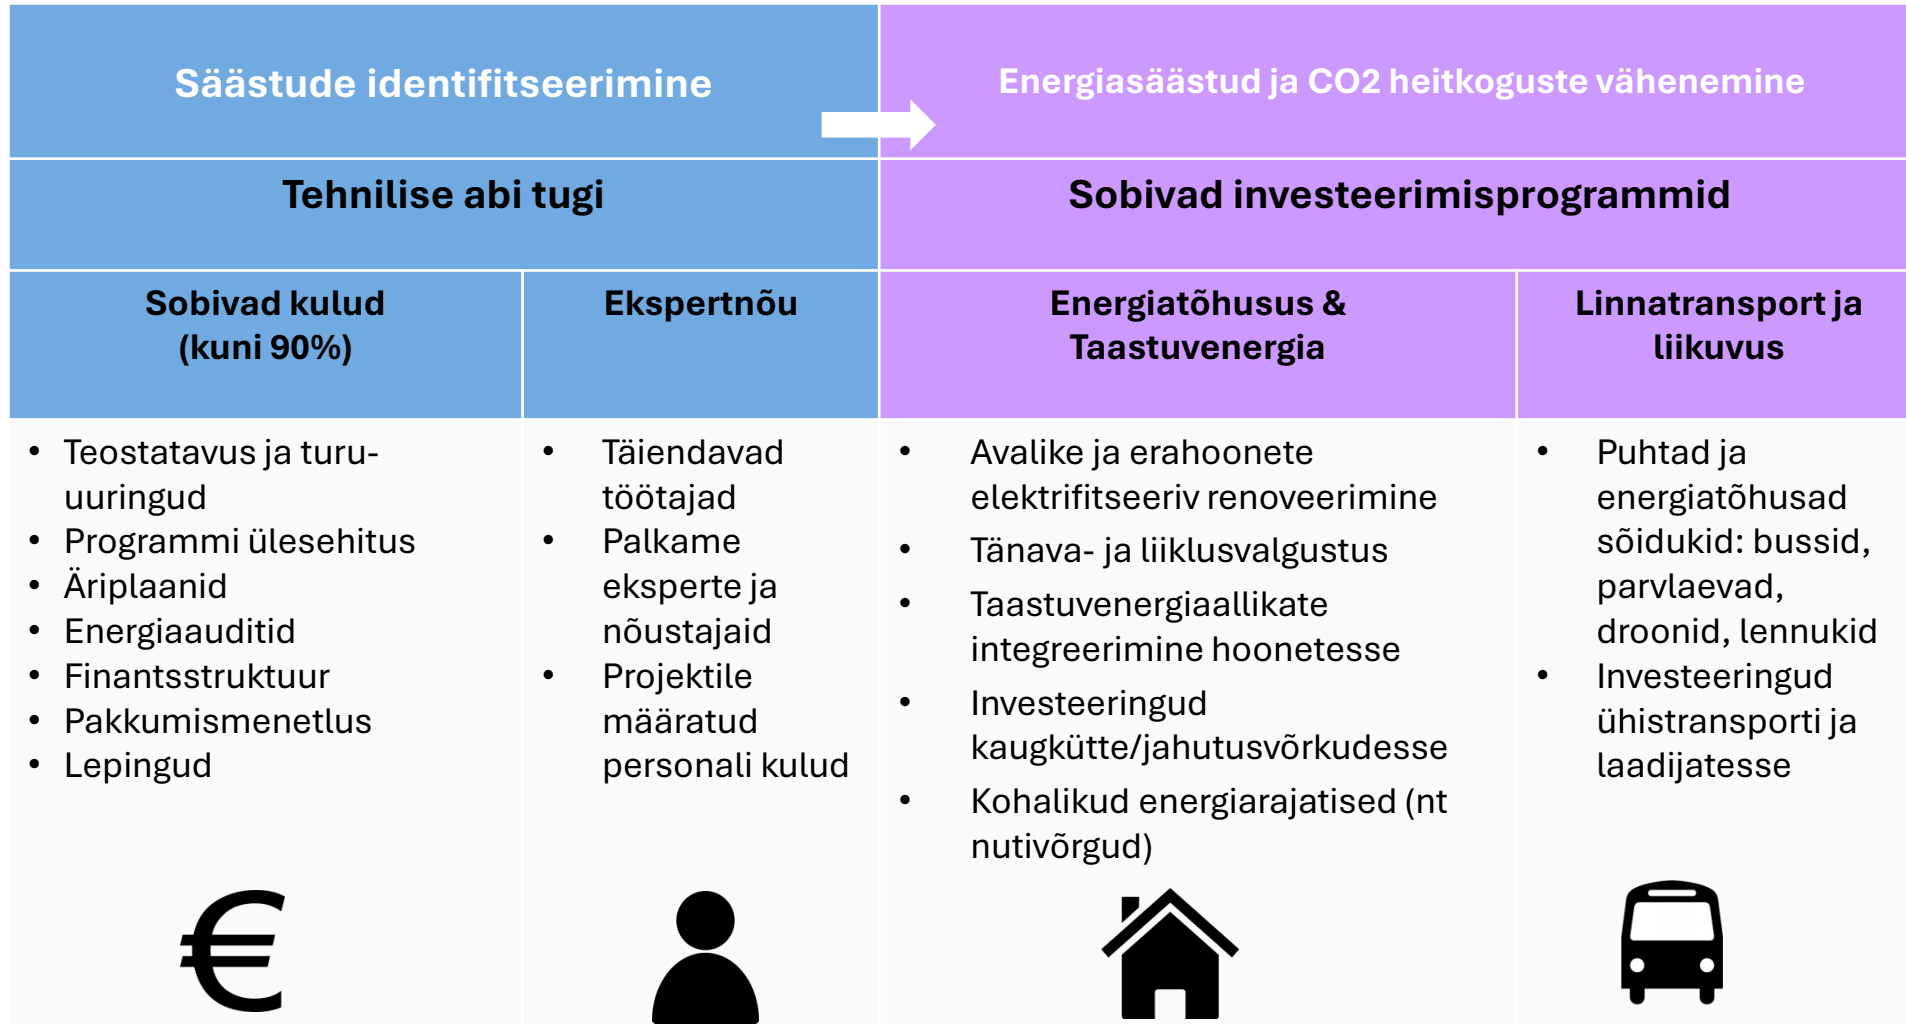 Säästude identifitseerimine
Energiasäästud ja CO2 heitkoguste vähenemine
Tehnilise abi tugi
Sobivad investeerimisprogrammid
Sobivad kulud
(kuni 90%)
Ekspertnõu
Energiatõhusus &
Taastuvenergia
Linnatransport ja
liikuvus
• Teostatavus ja turu-
uuringud
• Programmi ülesehitus
• Äriplaanid
• Energiaauditid
• Finantsstruktuur
• Pakkumismenetlus
• Lepingud
• Täiendavad
töötajad
• Palkame
eksperte ja
nõustajaid
• Projektile
määratud
personali kulud
• Avalike ja erahoonete
elektrifitseeriv renoveerimine
• Tänava- ja liiklusvalgustus
• Taastuvenergiaallikate
integreerimine hoonetesse
• Investeeringud
kaugkütte/jahutusvõrkudesse
• Kohalikud energiarajatised (nt
nutivõrgud)
• Puhtad ja
energiatõhusad
sõidukid: bussid,
parvlaevad,
droonid, lennukid
• Investeeringud
ühistransporti ja
laadijatesse
€